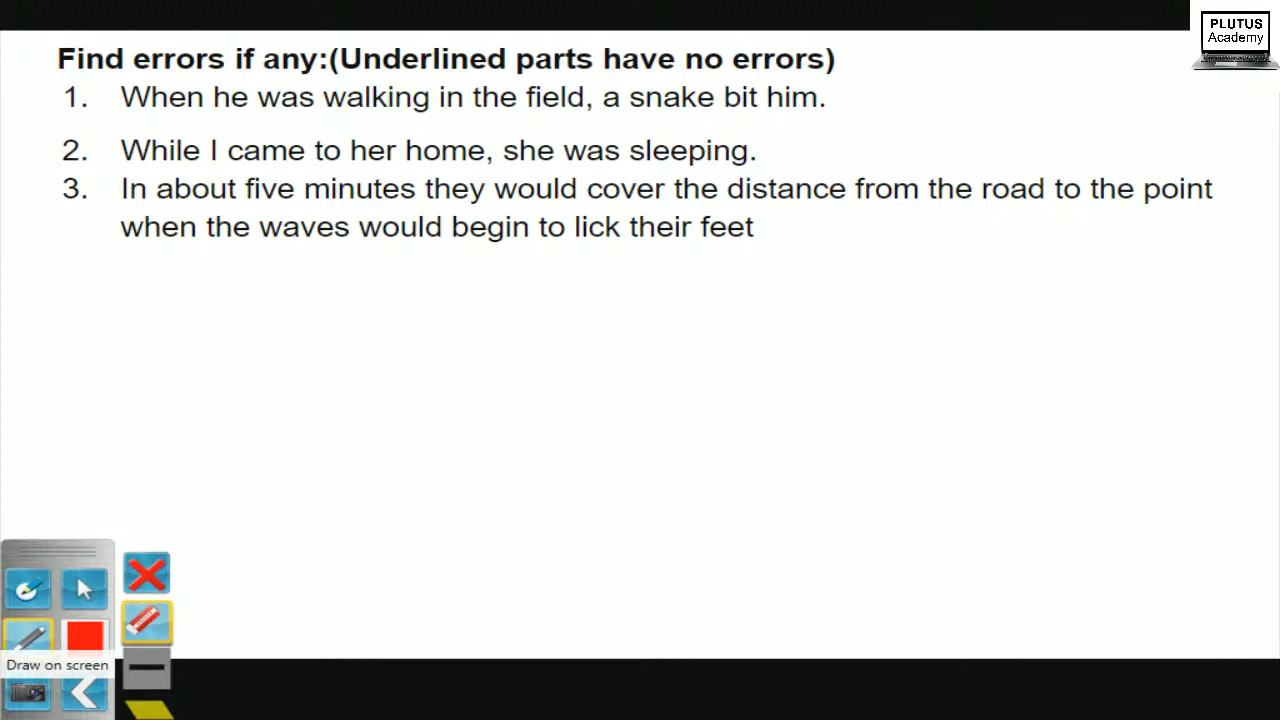 PLUTUS
Academy
Find errors if any:(Underlined parts have no errors)
1. When he was walking in the field, a snake bit him.
2. While I came to her home, she was sleeping.
3. In about five minutes they would cover the distance from the road to the point
when the waves would begin to lick their feet
Draw on screen